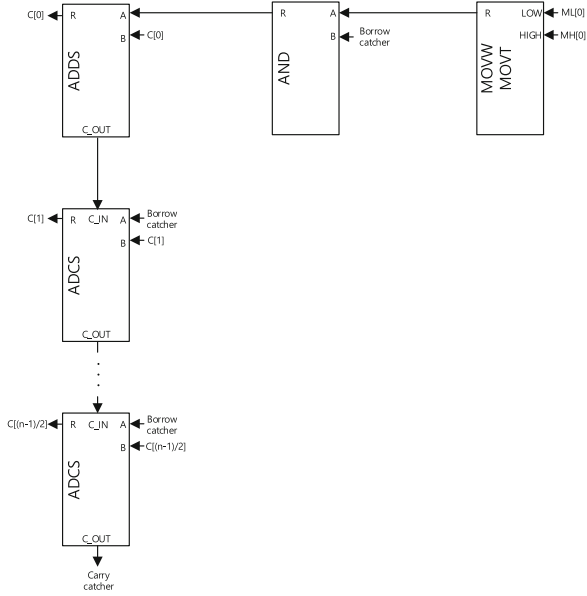 C[0]
R
A
R
A
R
LOW
ML[0]
B
C[0]
B
Borrow
catcher
HIGH
MH[0]
ADDS
AND
MOVW
MOVT
C_OUT
C[1]
R
C_IN
A
Borrow
catcher
B
C[1]
ADCS
C_OUT
C[(n-1)/2]
R
C_IN
A
Borrow
catcher
B
C[(n-1)/2]
ADCS
C_OUT
Carry
catcher